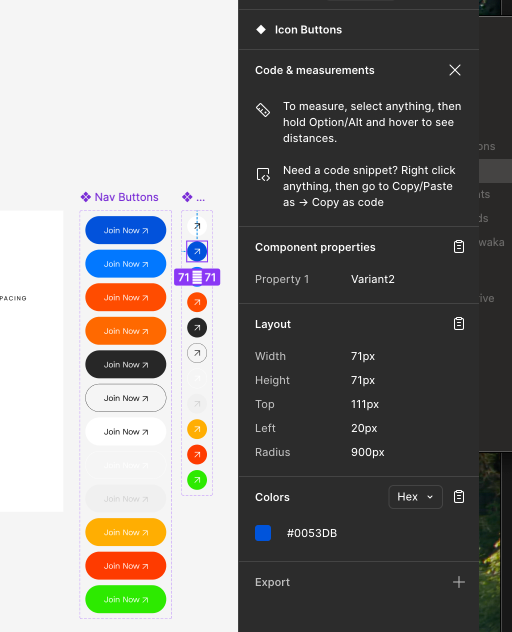 Icon Buttons
Code & measurements
To measure, select anything, then
hold Option/Alt and hover to see
distances.
Need a code snippet? Right click
anything, then go to Copy/Paste
as → Copy as code
Component properties
Property 1 Variant2
Layout
Width 71px
Height 71px
Top 111px
Left 20px
Radius 900px
Colors
Hex
#0053DB
Export
Nav Buttons
...
Join Now
Join Now
Join Now
Join Now
Join Now
Join Now
Join Now
Join Now
Join Now
Join Now
Join Now
Join Now
71 71
PACING
ons
ds
waka
ive